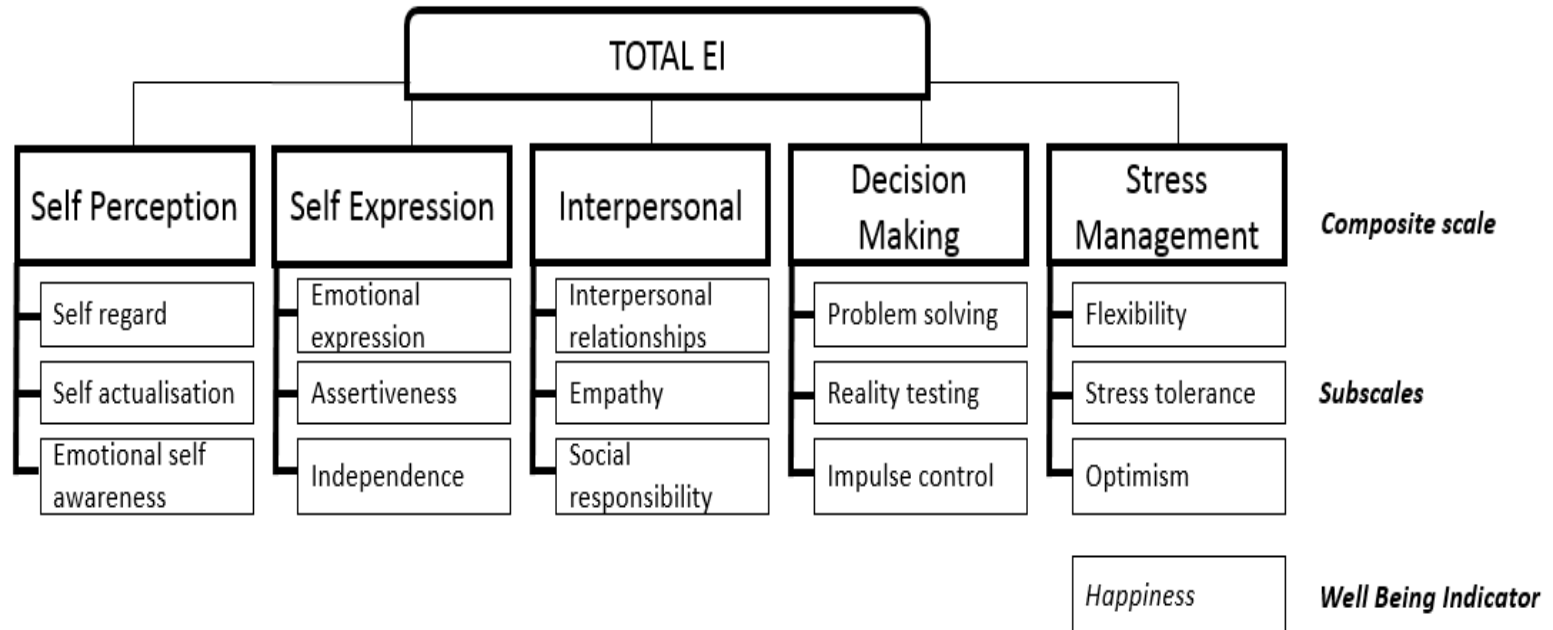 TOTAL EI
Self Perception
Self Expression
Interpersonal
Decision
Making
Stress
Management
Composite scale
Self regard
Emotional
expression
Interpersonal
relationships
Problem solving
Flexibility
Self actualisation
Assertiveness
Empathy
Reality testing
Stress tolerance
Subscales
Emotional self
awareness
Independence
Social
responsibility
Impulse control
Optimism
Happiness
Well Being Indicator